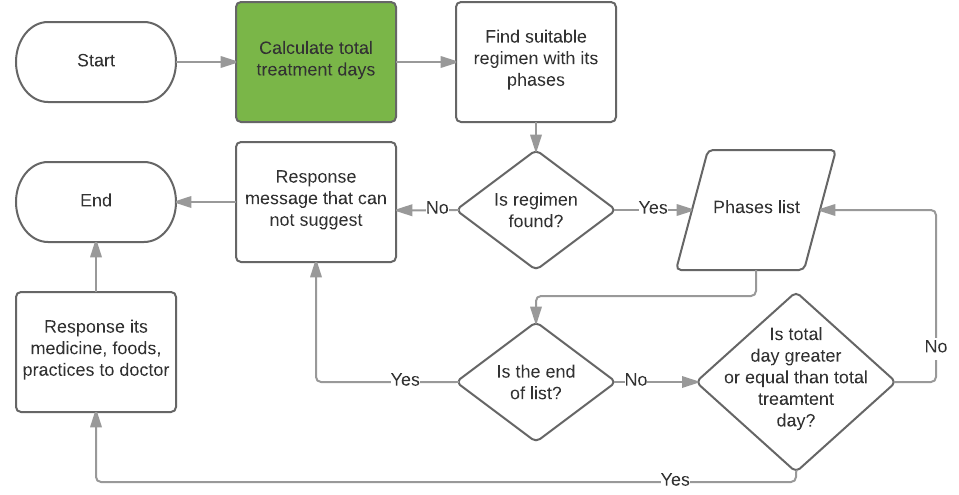 Start
Calculate total
treatment days
Find suitable
regimen with its
phases
End
Response
message that can
not suggest
No
Is regimen
found?
Yes
Phases list
Response its
medicine, foods,
practices to doctor
Yes
Is the end
of list?
No
Is total
day greater
or equal than total
treamtent
day?
No
Yes